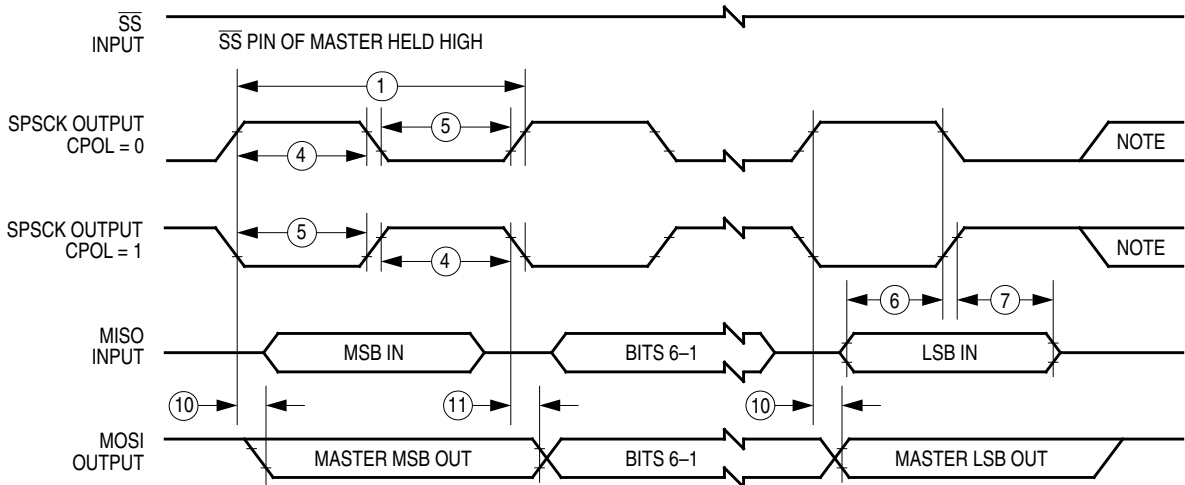 SS
INPUT
SS PIN OF MASTER HELD HIGH
1
SPSCK OUTPUT
CPOL = 0
5
4
NOTE
SPSCK OUTPUT
CPOL = 1
5
4
NOTE
6
7
MISO
INPUT
MSB IN
BITS 6–1
LSB IN
10
11
10
MOSI
OUTPUT
MASTER MSB OUT
BITS 6–1
MASTER LSB OUT